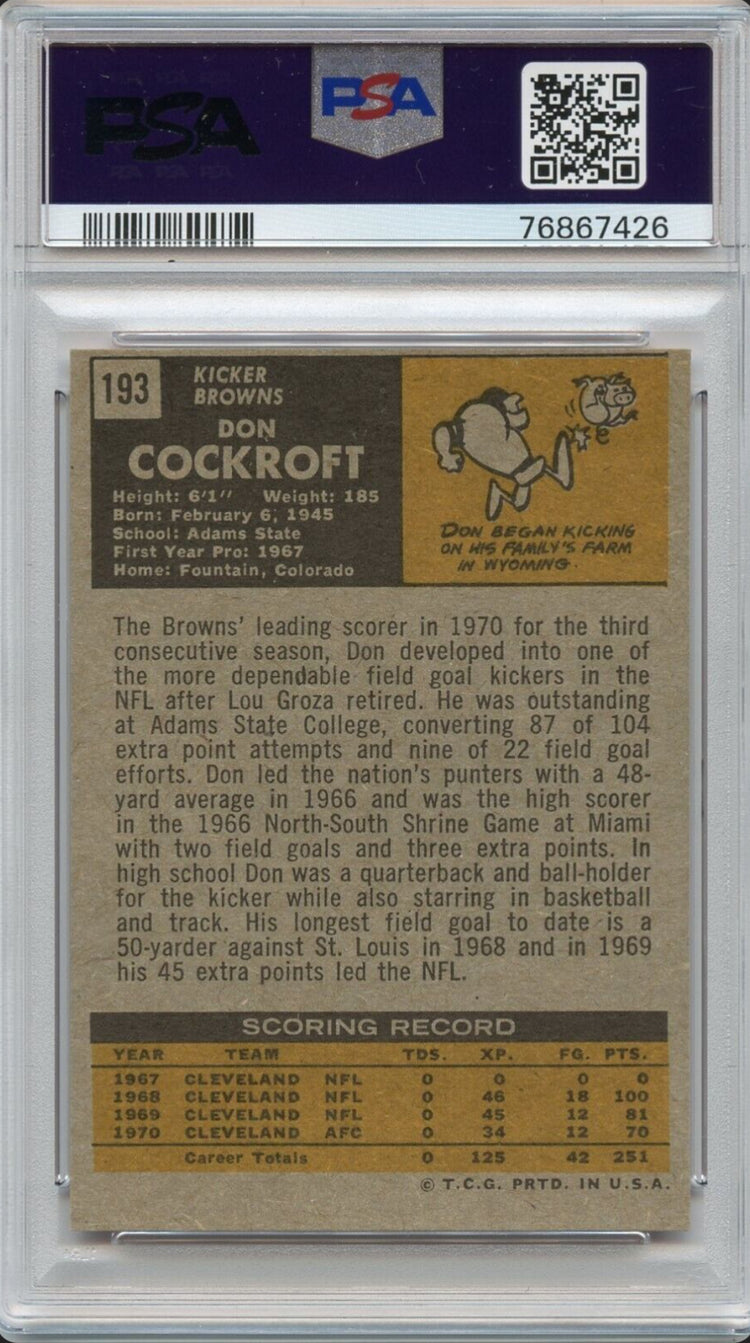 PSA
PSA
76867426
193
KICKER
BROWNS
DON
COCKROFT
Height: 6'1" Weight: 185
Born: February 6, 1945
School: Adams State
First Year Pro: 1967
Home: Fountain, Colorado
DON BEGAN KICKING
ON HIS FAMILY'S FARM
IN WYOMING.
The Browns' leading scorer in 1970 for the third
consecutive season, Don developed into one of
the more dependable field goal kickers in the
NFL after Lou Groza retired. He was outstanding
at Adams State College, converting 87 of 104
extra point attempts and nine of 22 field goal
efforts. Don led the nation's punters with a 48-
yard average in 1966 and was the high scorer
in the 1966 North-South Shrine Game at Miami
with two field goals and three extra points. In
high school Don was a quarterback and ball-holder
for the kicker while also starring in basketball
and track. His longest field goal to date is a
50-yarder against St. Louis in 1968 and in 1969
his 45 extra points led the NFL.
SCORING RECORD
YEAR TEAM TDS. XP. FG. PTS.
1967 CLEVELAND NFL 0 0 0 0
1968 CLEVELAND NFL 0 46 18 100
1969 CLEVELAND NFL 0 45 12 81
1970 CLEVELAND AFC 0 34 12 70
Career Totals 0 125 42 251
© T.C.G. PRTD. IN U.S.A.